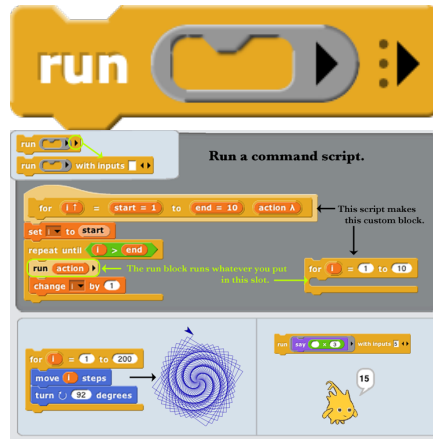 run
run
run with inputs
Run a command script.
for i ↑ = start = 1 to end = 10 action λ
This script makes
this custom block.
set i to start
repeat until i > end
run action
The run block runs whatever you put
in this slot.
change i by 1
for i = 1 to 10
for i = 1 to 200
move i steps
turn ↻ 92 degrees
run say × 3 with inputs
15